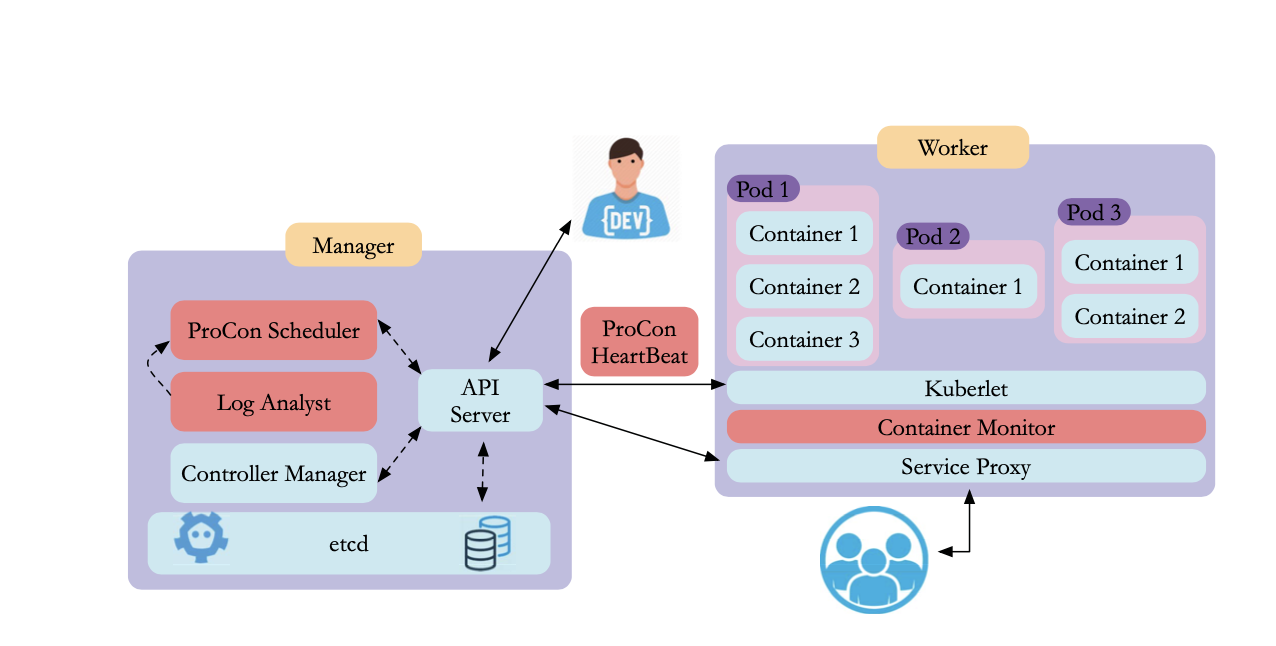 Manager
ProCon Scheduler
Log Analyst
Controller Manager
etcd
API
Server
{DEV}
ProCon
HeartBeat
Worker
Pod 1
Container 1
Container 2
Container 3
Pod 2
Container 1
Pod 3
Container 1
Container 2
Kuberlet
Container Monitor
Service Proxy